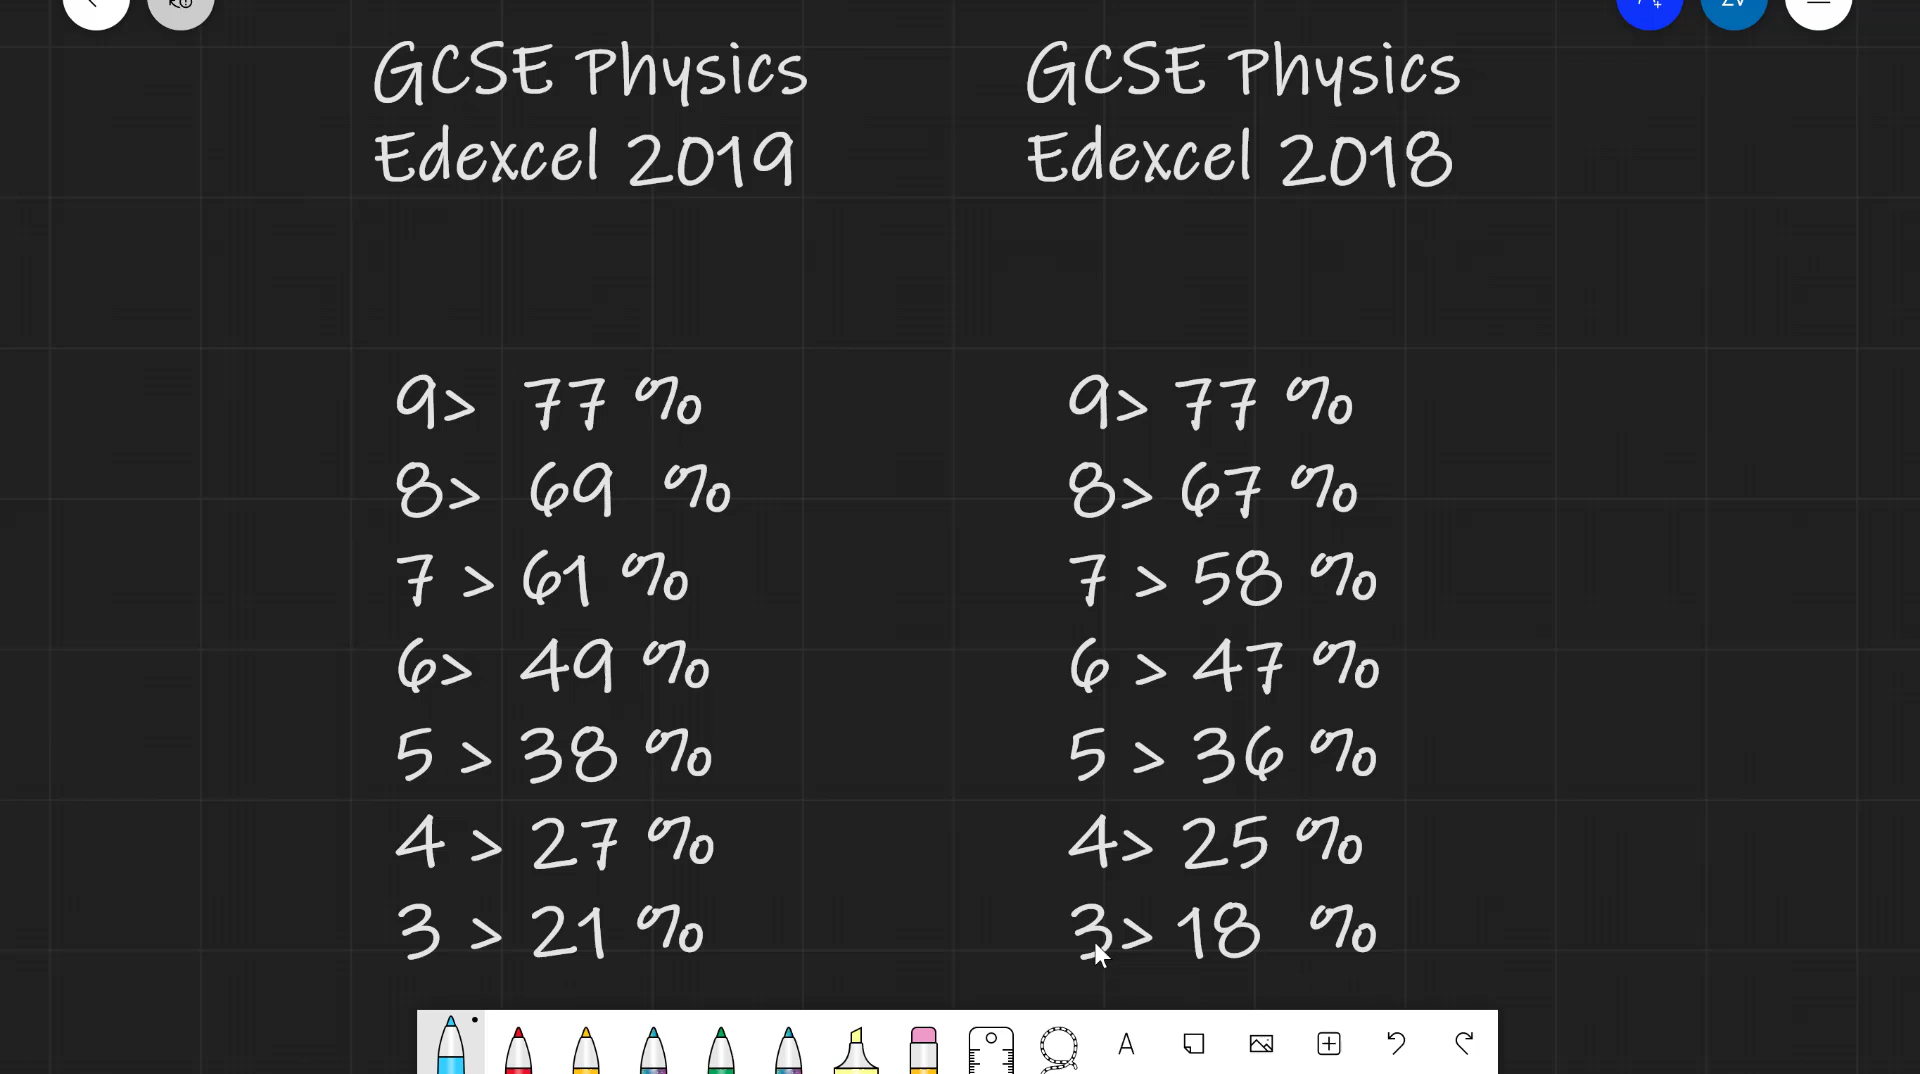 GCSE Physics
Edexcel 2019
9> 77 %
8> 69 %
7 > 61 %
6> 49 %
5 > 38 %
4 > 27 %
3 > 21 %
GCSE Physics
Edexcel 2018
9> 77 %
8> 67 %
7 > 58 %
6 > 47 %
5 > 36 %
4> 25 %
3> 18 %